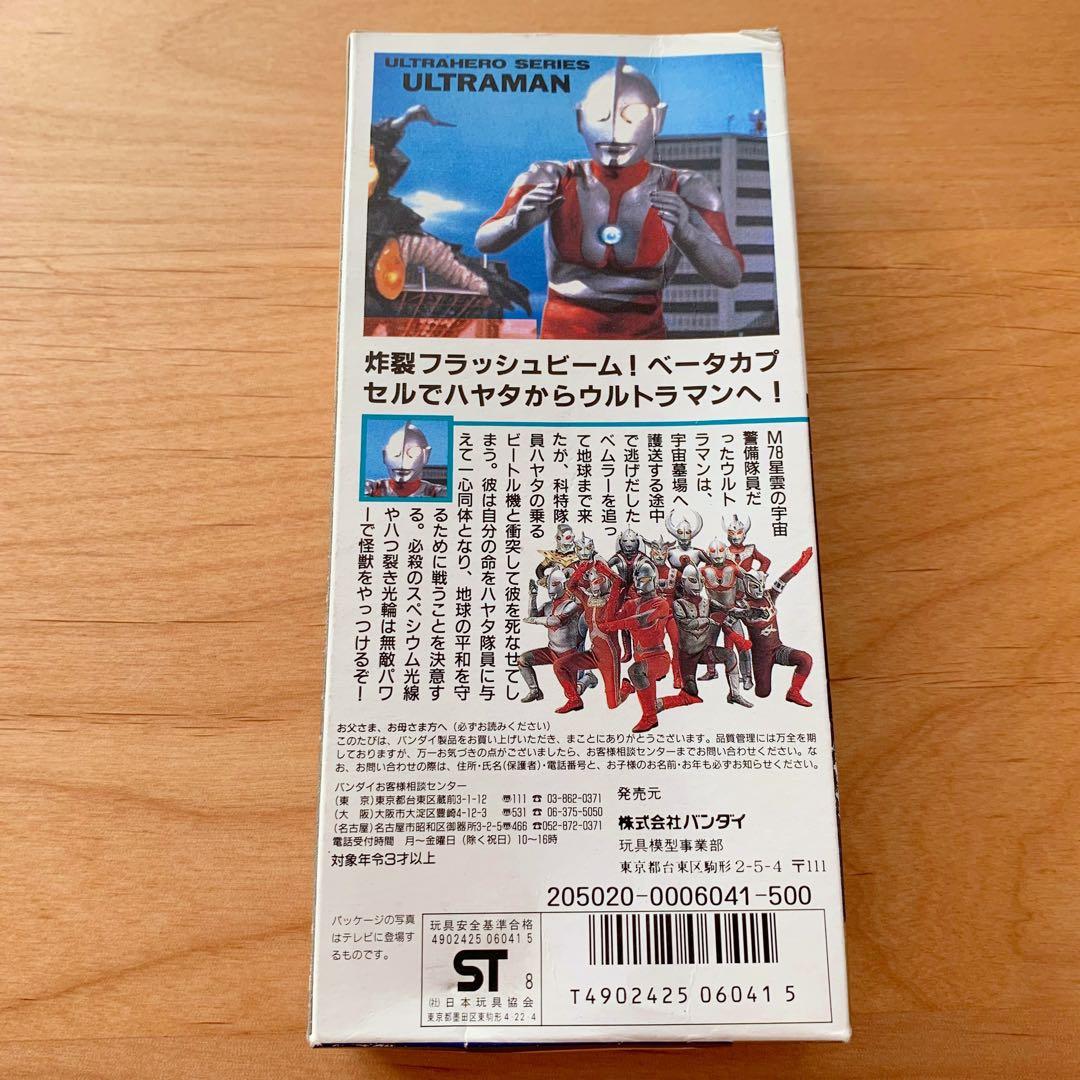 ULTRAHERO SERIES
ULTRAMAN
炸裂フラッシュビーム!ベータカプ
セルでハヤタからウルトラマンへ!
M78星雲の宇宙
警備隊員だ
ったウルト
ラマンは、
宇宙墓場へ
護送する途中
で逃げだした
ベムラーを追っ
て地球まで来
たが、科特隊
員ハヤタの乗る
ビートル機と衝突して彼を死なせてし
まう。彼は自分の命をハヤタ隊員に与
えて一心同体となり、地球の平和を守
るために戦うことを決意す
る。必殺のスペシウム光線
や八つ裂き光輪は無敵パワ
ーで怪獣をやっつけるぞ!
お父さま、お母さま方へ(必ずお読みください)
このたびは、バンダイ製品をお買い上げいただき、まことにありがとうございます。品質管理には万全を期
しておりますが、万一お気づきの点がございましたら、お客様相談センターまでお問い合わせください。な
お、お問い合わせの際は、住所・氏名(保護者)・電話番号と、お子様のお名前・お年も必ずお知らせください。
バンダイお客様相談センター
(東 京)東京都台東区蔵前3-1-12 〠111 ☎03-862-0371
(大 阪)大阪市大淀区豊崎4-12-3 〠531 ☎06-375-5050
(名古屋)名古屋市昭和区御器所3-2-5〠466 ☎052-872-0371
電話受付時間 月〜金曜日(除く祝日)10〜16時
対象年令3才以上
発売元
株式会社バンダイ
玩具模型事業部
東京都台東区駒形2-5-4 〒111
205020-0006041-500
パッケージの写真
はテレビに登場す
るものです。
玩具安全基準合格
4902425 06041 5
ST 8
(社)日本玩具協会
東京都墨田区東駒形4-22-4
T4902425 06041 5